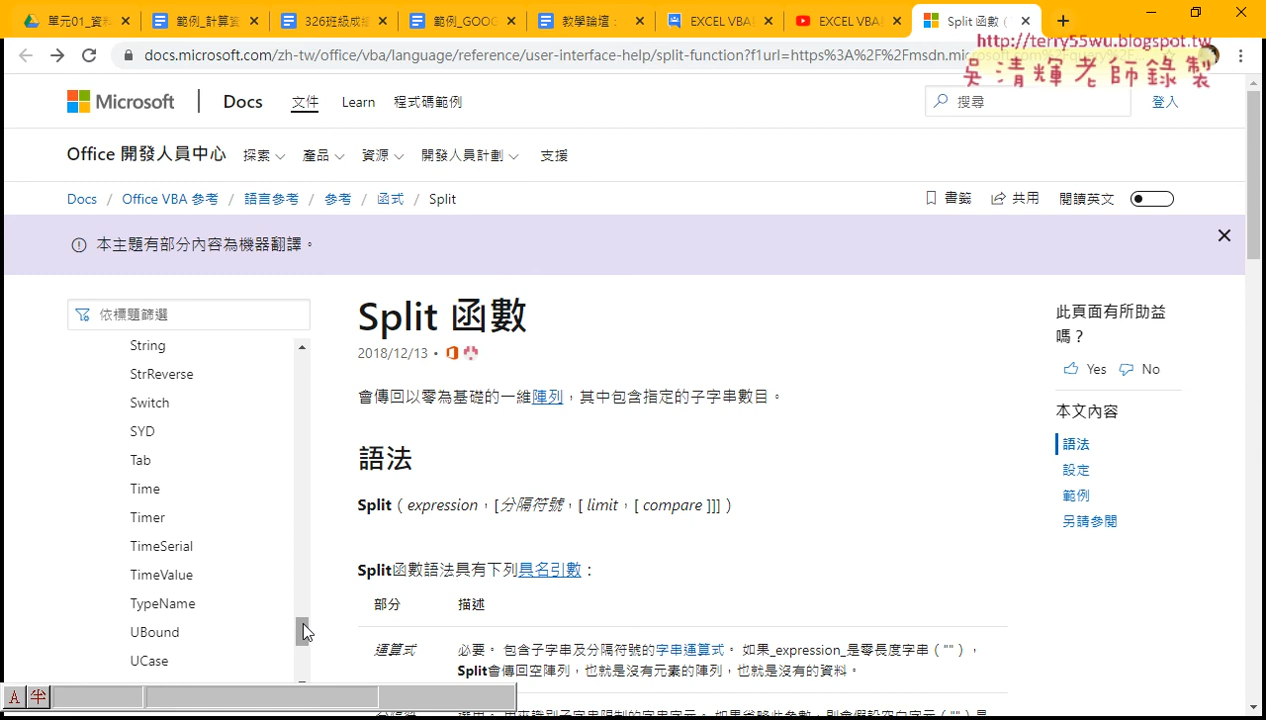 單元01_資料
範例_計算資
326班級成績
範例_GOOG
教學論壇：
EXCEL VBA
EXCEL VBA
Split 函數 (
docs.microsoft.com/zh-tw/office/vba/language/reference/user-interface-help/split-function?f1url=https%3A%2F%2Fmsdn.mic
http://terry55wu.blogspot.tw
吳清輝老師錄製
Microsoft
Docs 文件 Learn 程式碼範例
搜尋
登入
Office 開發人員中心 探索 產品 資源 開發人員計劃 支援
Docs / Office VBA 參考 / 語言參考 / 參考 / 函式 / Split
書籤 共用 閱讀英文
本主題有部分內容為機器翻譯。
依標題篩選
String
StrReverse
Switch
SYD
Tab
Time
Timer
TimeSerial
TimeValue
TypeName
UBound
UCase
Split 函數
2018/12/13 •
會傳回以零為基礎的一維陣列，其中包含指定的子字串數目。
語法
Split（ expression，[分隔符號，[ limit，[ compare ]]]）
Split函數語法具有下列具名引數：
部分 描述
運算式 必要。 包含子字串及分隔符號的字串運算式。 如果_expression_是零長度字串（""），
Split會傳回空陣列，也就是沒有元素的陣列，也就是沒有的資料。
此頁面有所助益
嗎？
Yes No
本文內容
語法
設定
範例
另請參閱
A 半